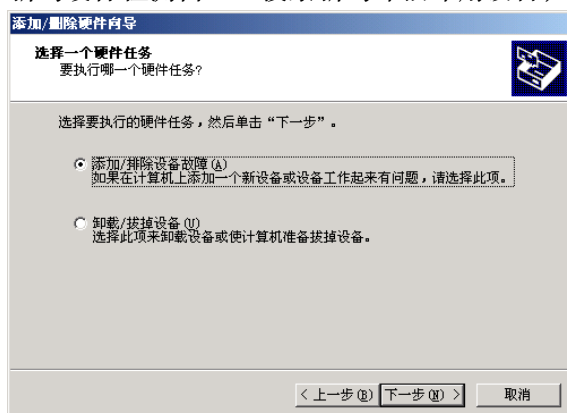 添加/删除硬件向导
选择一个硬件任务
要执行哪一个硬件任务?
选择要执行的硬件任务，然后单击“下一步”。
添加/排除设备故障(A)
如果在计算机上添加一个新设备或设备工作起来有问题，请选择此项。
卸载/拔掉设备(U)
选择此项来卸载设备或使计算机准备拔掉设备。
< 上一步(B) 下一步(N) > 取消